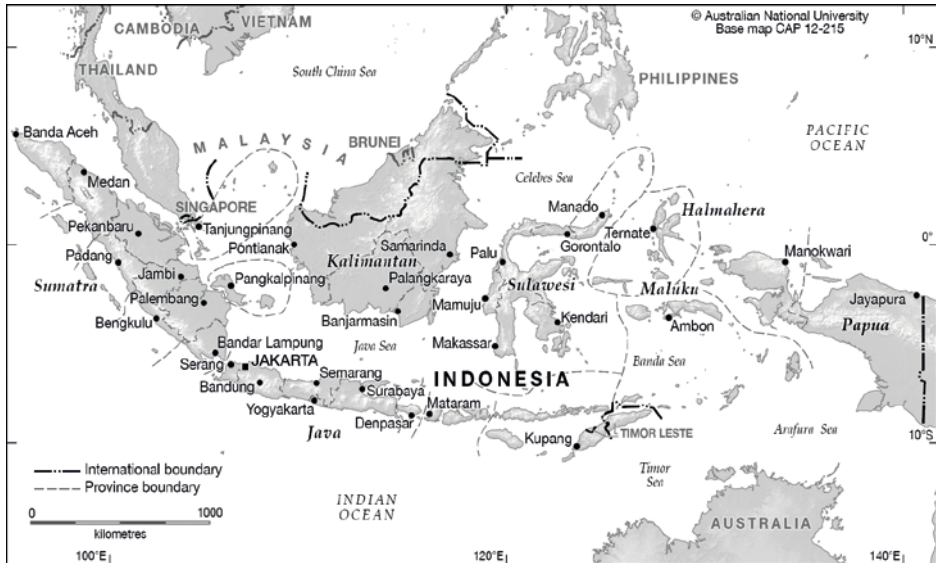 © Australian National University
Base map CAP 12-215
VIETNAM
CAMBODIA
10°N
THAILAND
South China Sea
PHILIPPINES
PACIFIC
OCEAN
Banda Aceh
MALAYSIA
BRUNEI
Celebes Sea
Medan
SINGAPORE
Manado
Halmahera
Tanjungpinang
Ternate
Pekanbaru
Pontianak
Gorontalo
0°
Samarinda
Palu
Padang
Kalimantan
Manokwari
Jambi
Pangkalpinang
Palangkaraya
Sulawesi
Maluku
Sumatra
Palembang
Mamuju
Jayapura
Bengkulu
Banjarmasin
Kendari
Ambon
Papua
Bandar Lampung
Java Sea
Makassar
Serang
JAKARTA
Banda Sea
Bandung
Semarang
INDONESIA
Surabaya
Yogyakarta
Mataram
Denpasar
Java
Kupang
TIMOR LESTE
Arafura Sea
10°S
International boundary
Timor
Sea
Province boundary
INDIAN
OCEAN
0
1000
kilometres
AUSTRALIA
100°E
120°E
140°E